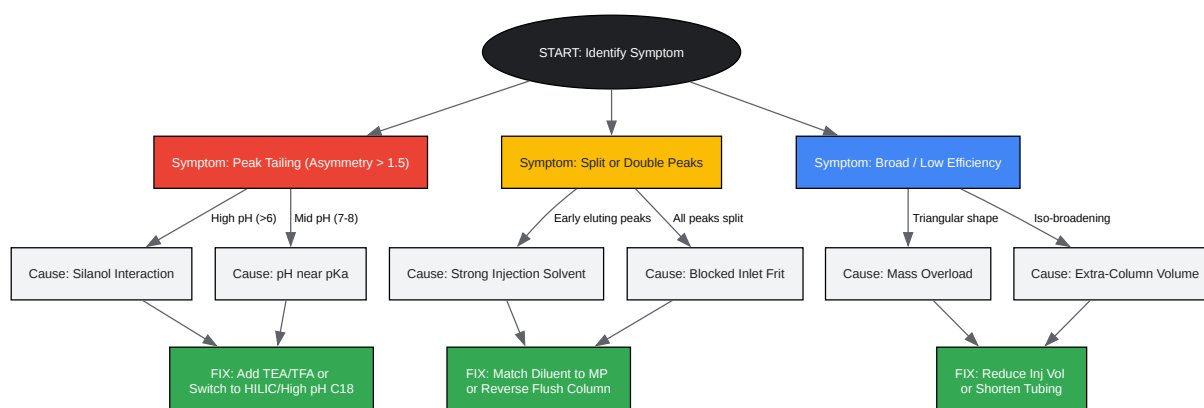 START: Identify Symptom
Symptom: Peak Tailing (Asymmetry > 1.5)
Symptom: Split or Double Peaks
Symptom: Broad / Low Efficiency
High pH (>6)
Mid pH (7-8)
Early eluting peaks
All peaks split
Triangular shape
Iso-broadening
Cause: Silanol Interaction
Cause: pH near pKa
Cause: Strong Injection Solvent
Cause: Blocked Inlet Frit
Cause: Mass Overload
Cause: Extra-Column Volume
FIX: Add TEA/TFA or
Switch to HILIC/High pH C18
FIX: Match Diluent to MP
or Reverse Flush Column
FIX: Reduce Inj Vol
or Shorten Tubing